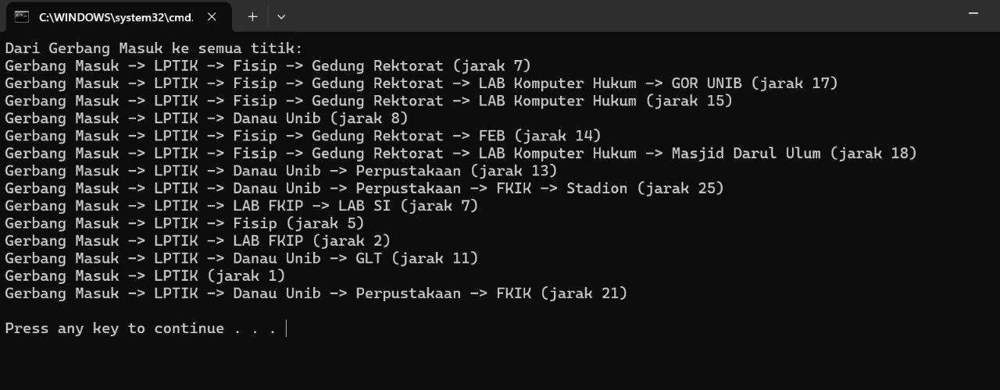 C:\WINDOWS\system32\cmd.
Dari Gerbang Masuk ke semua titik:
Gerbang Masuk -> LPTIK -> Fisip -> Gedung Rektorat (jarak 7)
Gerbang Masuk -> LPTIK -> Fisip -> Gedung Rektorat -> LAB Komputer Hukum -> GOR UNIB (jarak 17)
Gerbang Masuk -> LPTIK -> Fisip -> Gedung Rektorat -> LAB Komputer Hukum (jarak 15)
Gerbang Masuk -> LPTIK -> Danau Unib (jarak 8)
Gerbang Masuk -> LPTIK -> Fisip -> Gedung Rektorat -> FEB (jarak 14)
Gerbang Masuk -> LPTIK -> Fisip -> Gedung Rektorat -> LAB Komputer Hukum -> Masjid Darul Ulum (jarak 18)
Gerbang Masuk -> LPTIK -> Danau Unib -> Perpustakaan (jarak 13)
Gerbang Masuk -> LPTIK -> Danau Unib -> Perpustakaan -> FKIK -> Stadion (jarak 25)
Gerbang Masuk -> LPTIK -> LAB FKIP -> LAB SI (jarak 7)
Gerbang Masuk -> LPTIK -> Fisip (jarak 5)
Gerbang Masuk -> LPTIK -> LAB FKIP (jarak 2)
Gerbang Masuk -> LPTIK -> Danau Unib -> GLT (jarak 11)
Gerbang Masuk -> LPTIK (jarak 1)
Gerbang Masuk -> LPTIK -> Danau Unib -> Perpustakaan -> FKIK (jarak 21)
Press any key to continue . . .